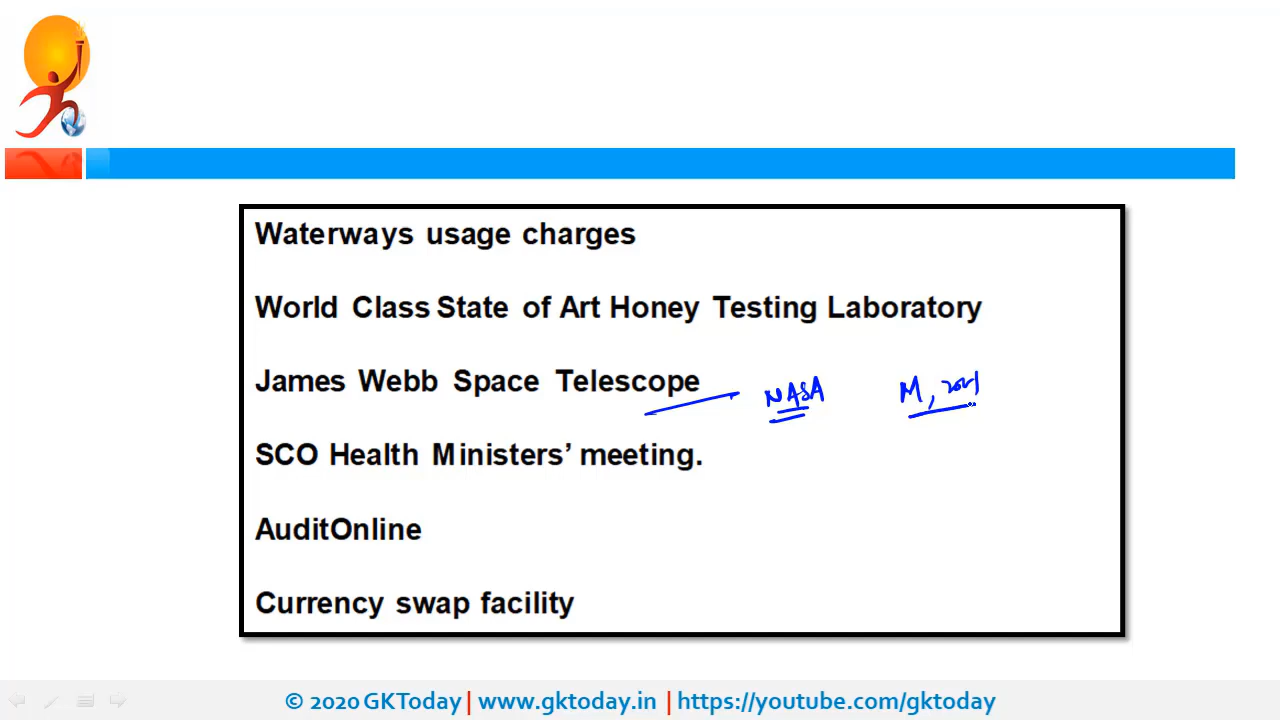 Waterways usage charges
World Class State of Art Honey Testing Laboratory
James Webb Space Telescope NASA M, 2021
SCO Health Ministers’ meeting.
AuditOnline
Currency swap facility
© 2020 GKToday | www.gktoday.in | https://youtube.com/gktoday